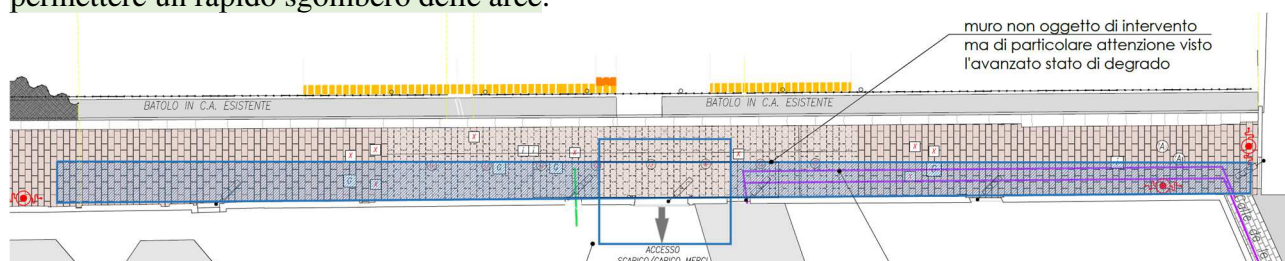 permettere un rapido sgombero delle aree.
muro non oggetto di intervento
ma di particolare attenzione visto
l'avanzato stato di degrado
BATOLO IN C.A. ESISTENTE
BATOLO IN C.A. ESISTENTE
X
X
X
X
X
X
X
X
G
G
G
G
A
A
ACCESSO
SCARICO/CARICO MERCI